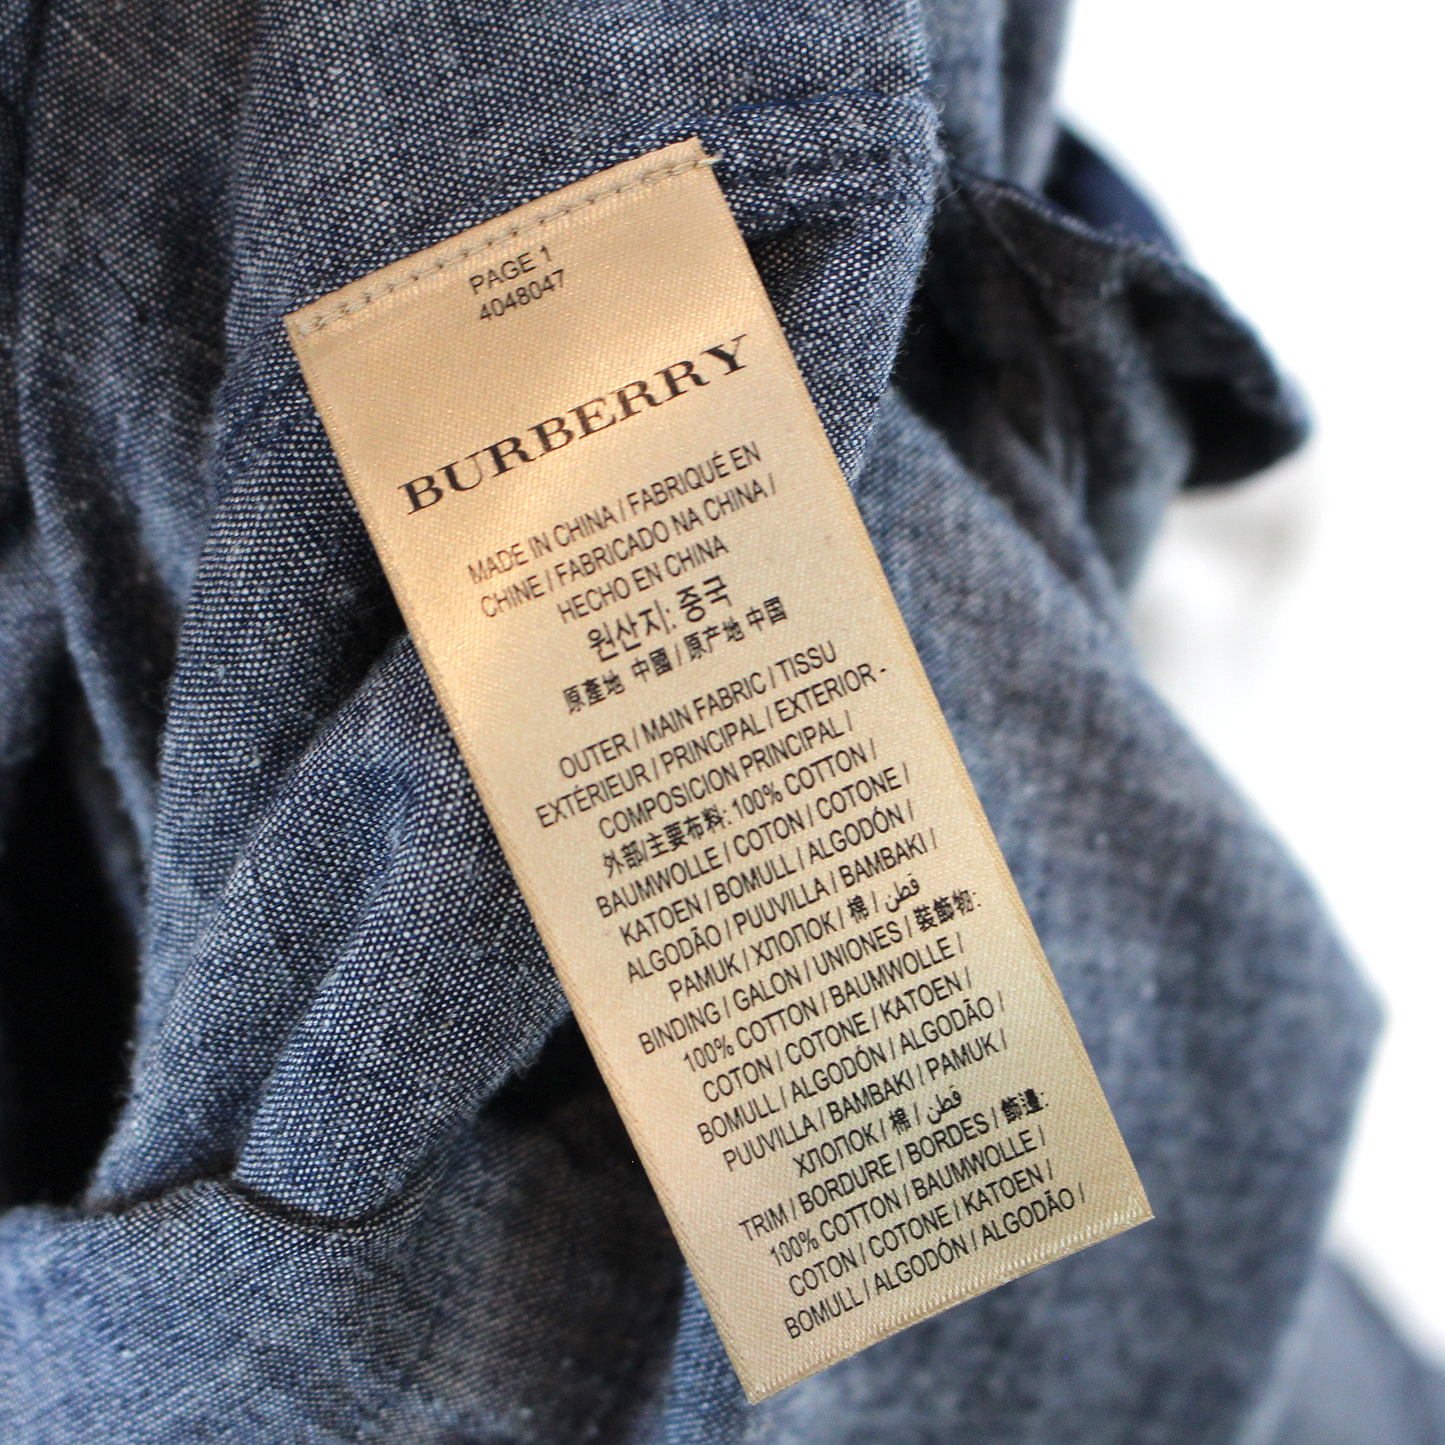 PAGE 1
4048047
BURBERRY
MADE IN CHINA / FABRIQUÉ EN
CHINE / FABRICADO NA CHINA /
HECHO EN CHINA
원산지: 중국
原產地 中國 / 原产地 中国
OUTER / MAIN FABRIC / TISSU
EXTÉRIEUR / PRINCIPAL / EXTERIOR -
COMPOSICION PRINCIPAL /
外部/主要布料: 100% COTTON /
BAUMWOLLE / COTON / COTONE /
KATOEN / BOMULL / ALGODÓN /
ALGODÃO / PUUVILLA / BAMBAKI /
PAMUK / ХЛОПОК / 棉 / قطن
BINDING / GALON / UNIONES / 裝飾物:
100% COTTON / BAUMWOLLE /
COTON / COTONE / KATOEN /
BOMULL / ALGODÓN / ALGODÃO /
PUUVILLA / BAMBAKI / PAMUK /
ХЛОПОК / 棉 / قطن
TRIM / BORDURE / BORDES / 飾邊:
100% COTTON / BAUMWOLLE /
COTON / COTONE / KATOEN /
BOMULL / ALGODÓN / ALGODÃO /